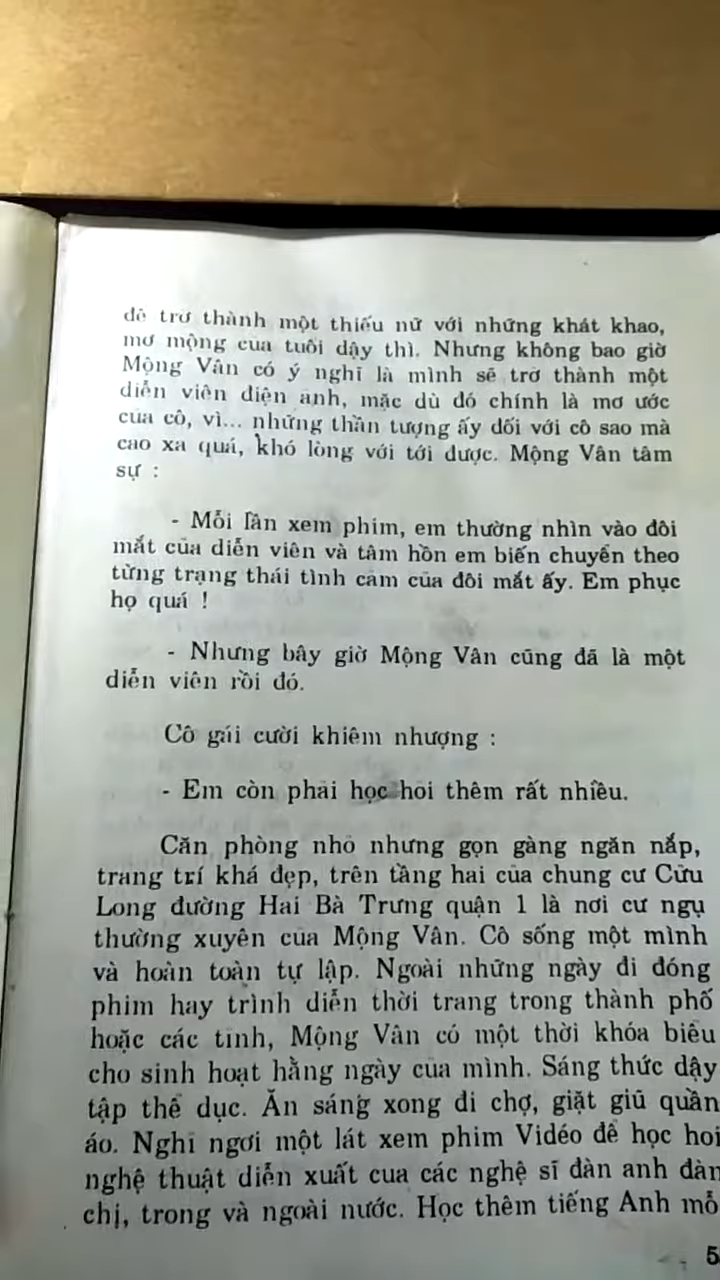 để trở thành một thiếu nữ với những khát khao,
mơ mộng của tuổi dậy thì. Nhưng không bao giờ
Mộng Vân có ý nghĩ là mình sẽ trở thành một
diễn viên điện ảnh, mặc dù đó chính là mơ ước
của cô, vì... những thần tượng ấy đối với cô sao mà
cao xa quá, khó lòng với tới được. Mộng Vân tâm
sự :
- Mỗi lần xem phim, em thường nhìn vào đôi
mắt của diễn viên và tâm hồn em biến chuyển theo
từng trạng thái tình cảm của đôi mắt ấy. Em phục
họ quá !
- Nhưng bây giờ Mộng Vân cũng đã là một
diễn viên rồi đó.
Cô gái cười khiêm nhượng :
- Em còn phải học hỏi thêm rất nhiều.
Căn phòng nhỏ nhưng gọn gàng ngăn nắp,
trang trí khá đẹp, trên tầng hai của chung cư Cửu
Long đường Hai Bà Trưng quận 1 là nơi cư ngụ
thường xuyên của Mộng Vân. Cô sống một mình
và hoàn toàn tự lập. Ngoài những ngày đi đóng
phim hay trình diễn thời trang trong thành phố
hoặc các tỉnh, Mộng Vân có một thời khóa biểu
cho sinh hoạt hằng ngày của mình. Sáng thức dậy
tập thể dục. Ăn sáng xong đi chợ, giặt giũ quần
áo. Nghỉ ngơi một lát xem phim Vidéo để học hỏi
nghệ thuật diễn xuất của các nghệ sĩ đàn anh đàn
chị, trong và ngoài nước. Học thêm tiếng Anh mỗ
5